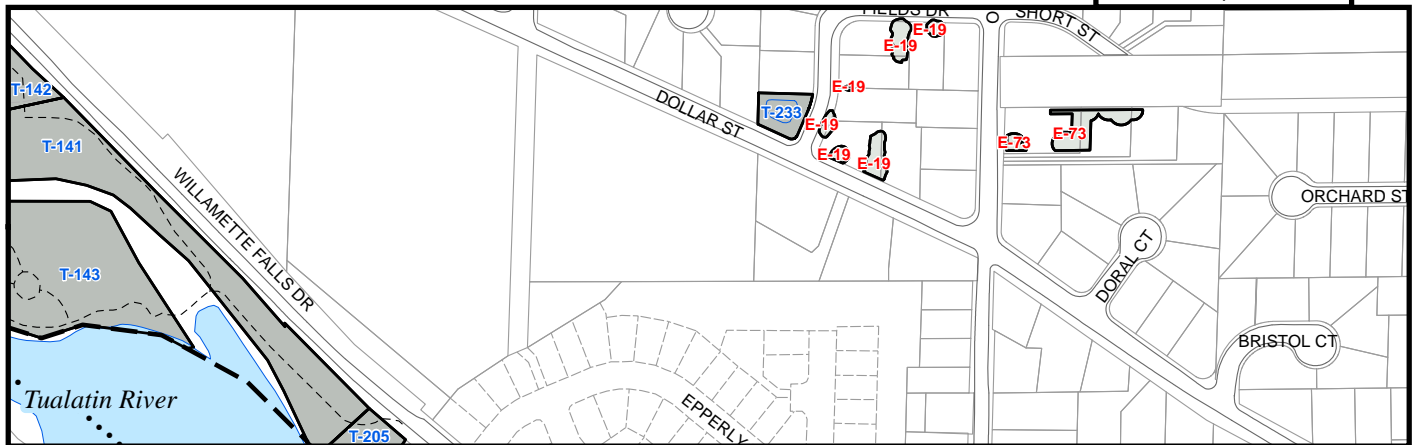 FIELDS DR
O
SHORT ST
E-19
E-19
T-142
E-19
DOLLAR ST
T-233
E-19
E-73
E-73
T-141
E-19
E-19
WILLAMETTE FALLS DR
ORCHARD ST
DORAL CT
T-143
BRISTOL CT
Tualatin River
EPPERLY
T-205